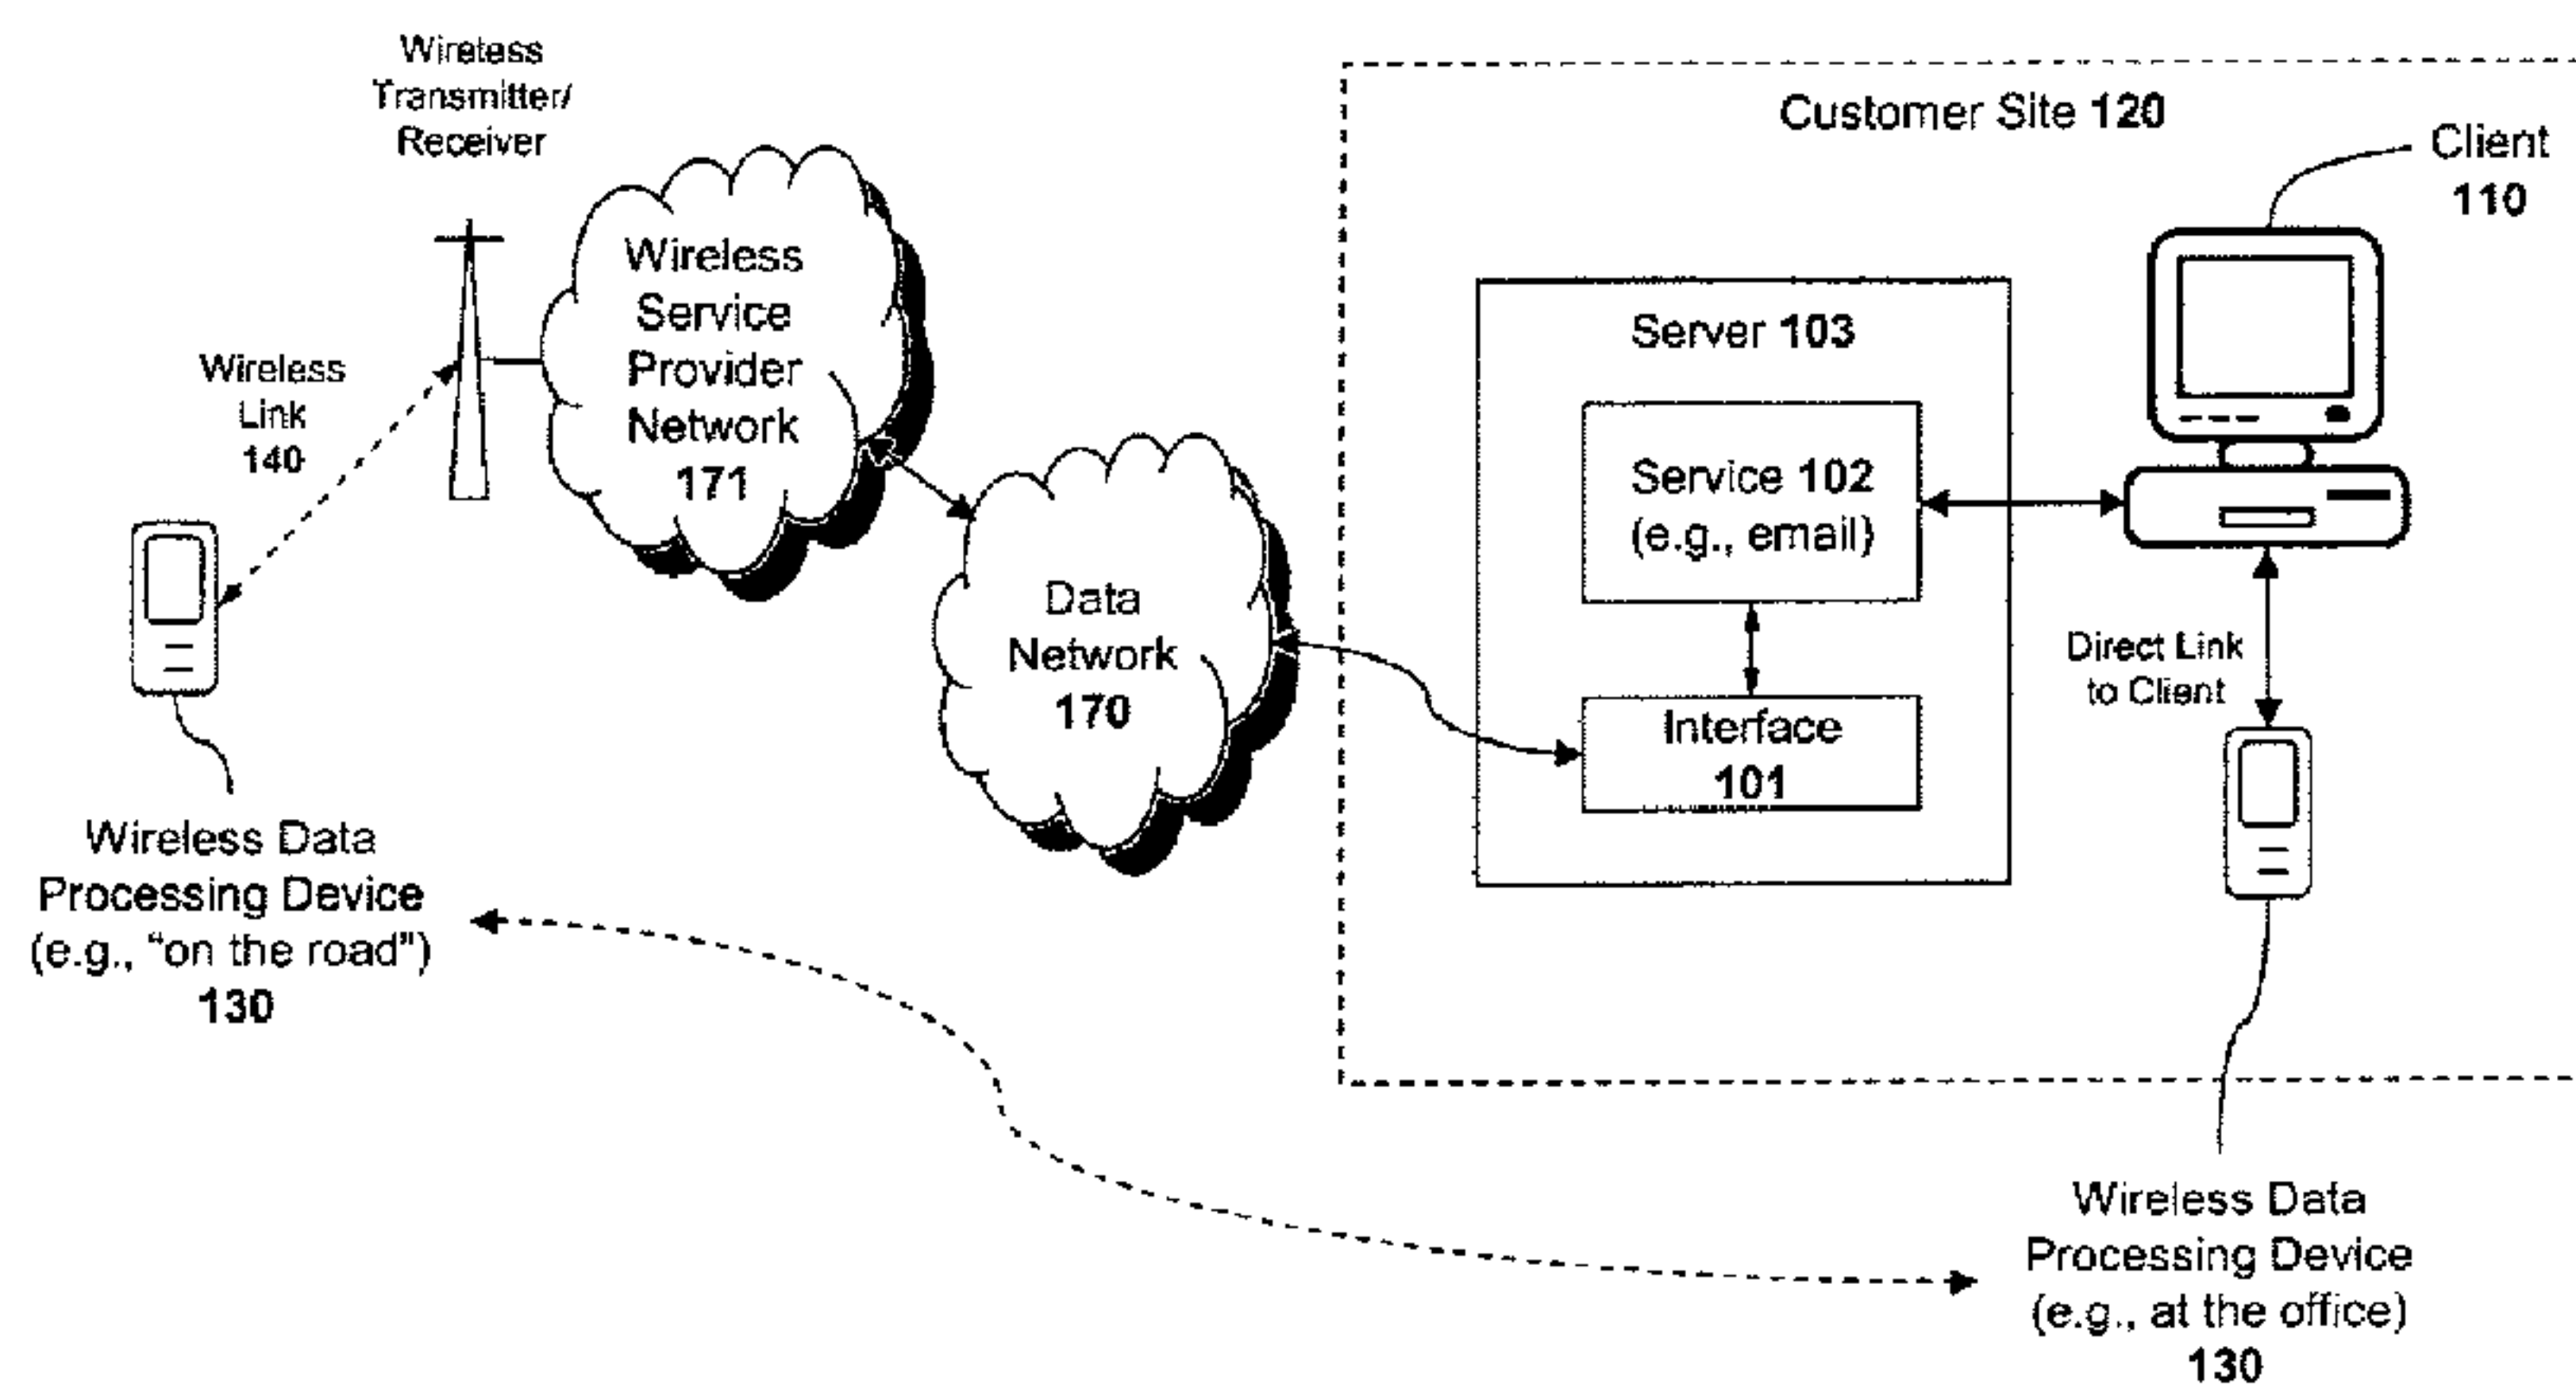 Wireless
Transmitter/
Receiver
Wireless
Service
Provider
Network
171
Wireless
Link
140
Wireless Data
Processing Device
(e.g., “on the road”)
130
Data
Network
170
Customer Site 120
Client
110
Server 103
Service 102
(e.g., email)
Interface
101
Direct Link
to Client
Wireless Data
Processing Device
(e.g., at the office)
130